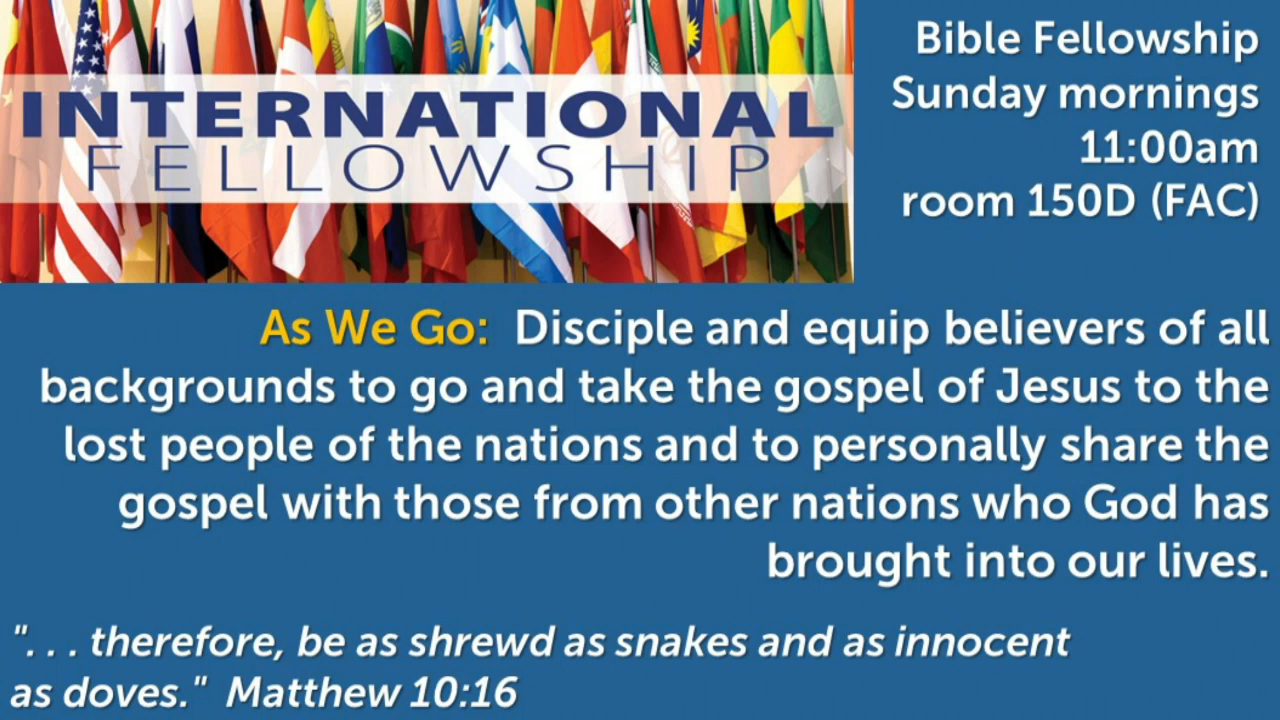 INTERNATIONAL
FELLOWSHIP
Bible Fellowship
Sunday mornings
11:00am
room 150D (FAC)
As We Go:  Disciple and equip believers of all
backgrounds to go and take the gospel of Jesus to the
lost people of the nations and to personally share the
gospel with those from other nations who God has
brought into our lives.
". . . therefore, be as shrewd as snakes and as innocent
as doves."  Matthew 10:16